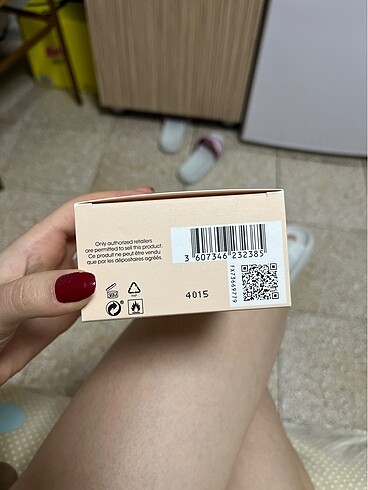 Only authorized retailers
are permitted to sell this product.
Ce produit ne peut être vendu
que par les dépositaires agréés.
3 607346 232385
4015